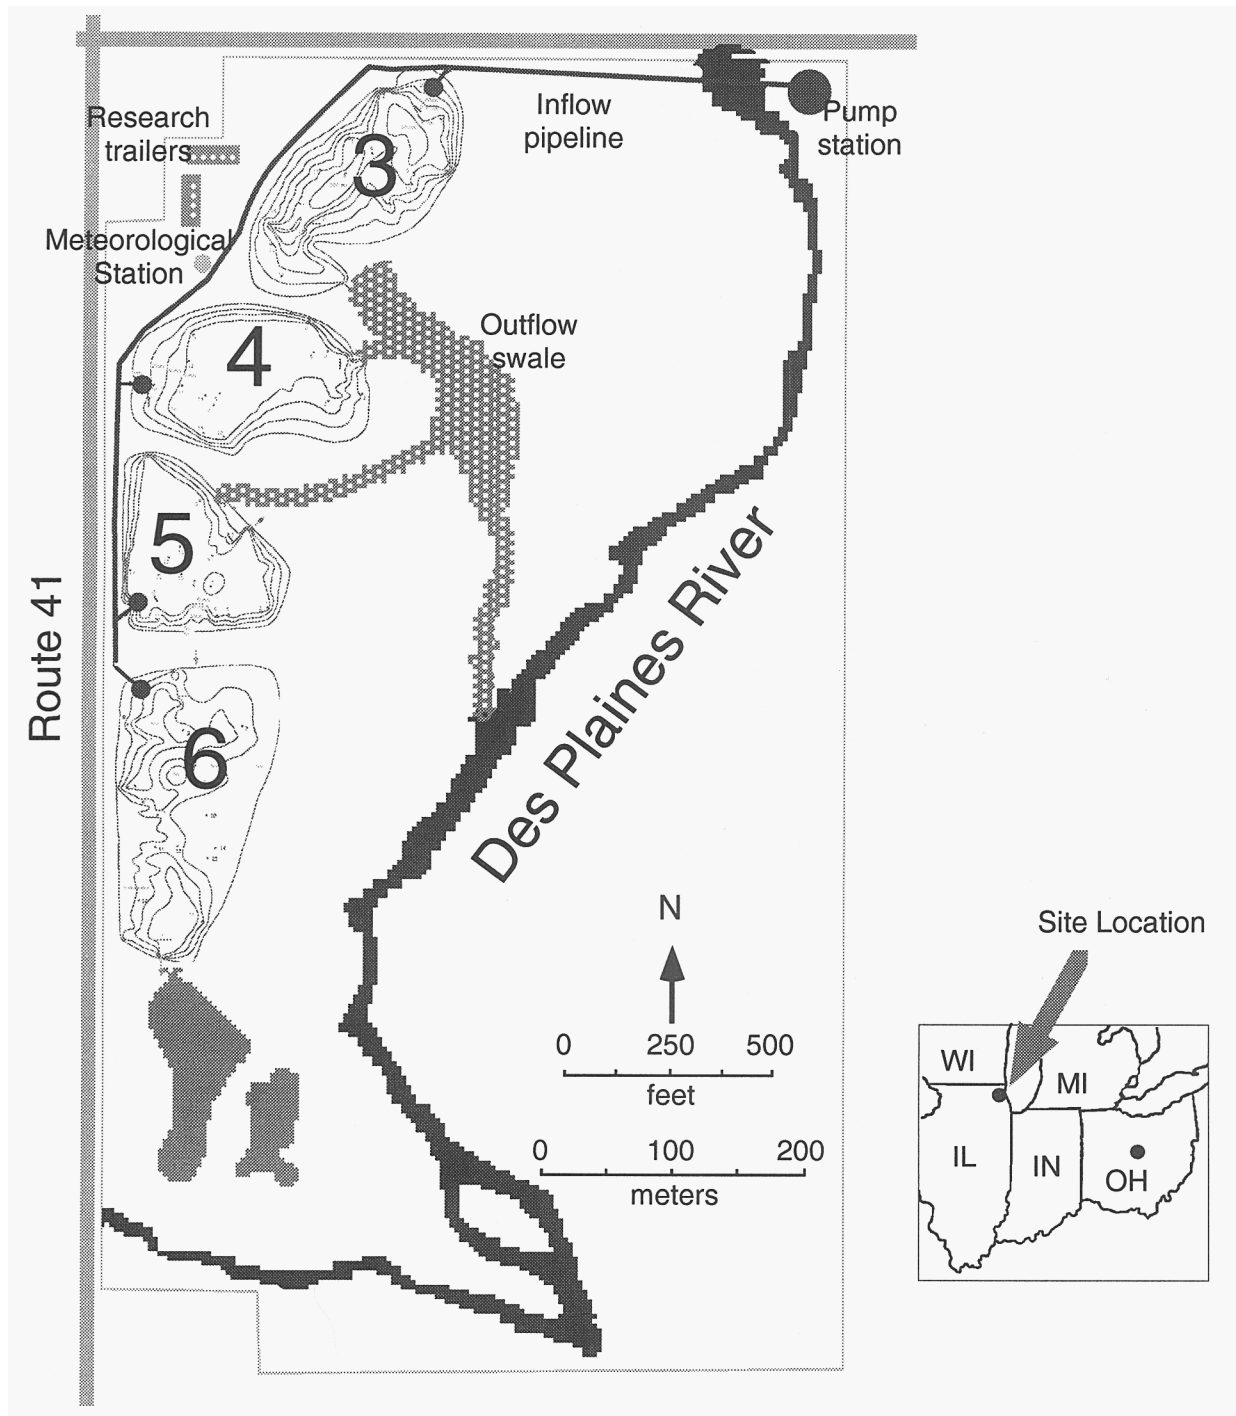 Research
trailers
3
Inflow
pipeline
Pump
station
Meteorological
Station
4
Outflow
swale
5
Route 41
Des Plaines River
6
N
0 250 500
feet
0 100 200
meters
Site Location
WI
MI
IL
IN
OH